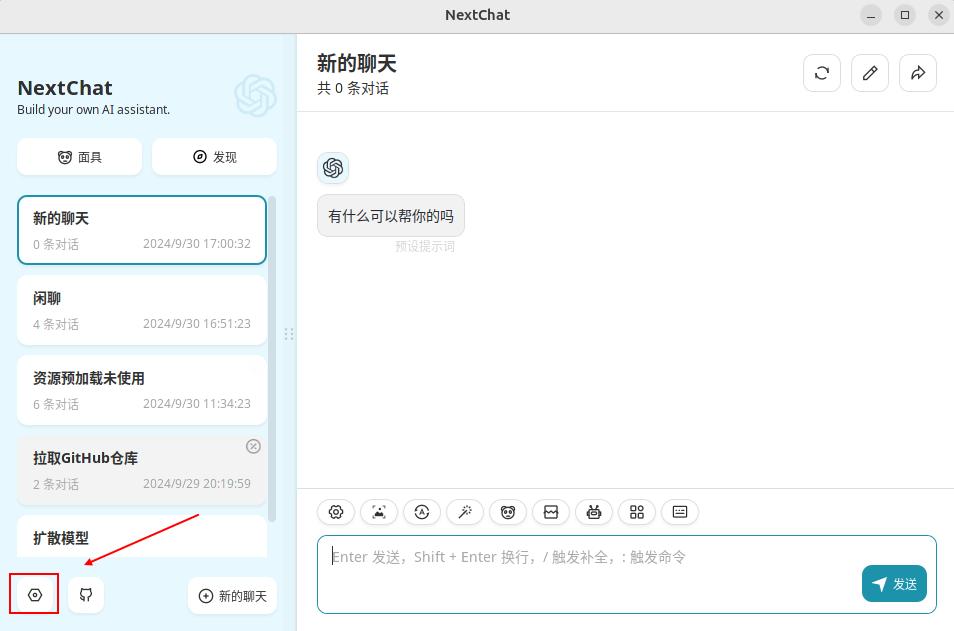 NextChat
NextChat
Build your own AI assistant.
面具
发现
新的聊天
0 条对话
2024/9/30 17:00:32
闲聊
4 条对话
2024/9/30 16:51:23
资源预加载未使用
6 条对话
2024/9/30 11:34:23
拉取GitHub仓库
2 条对话
2024/9/29 20:19:59
扩散模型
新的聊天
新的聊天
共 0 条对话
有什么可以帮你的吗
预设提示词
Enter 发送，Shift + Enter 换行，/ 触发补全，: 触发命令
发送